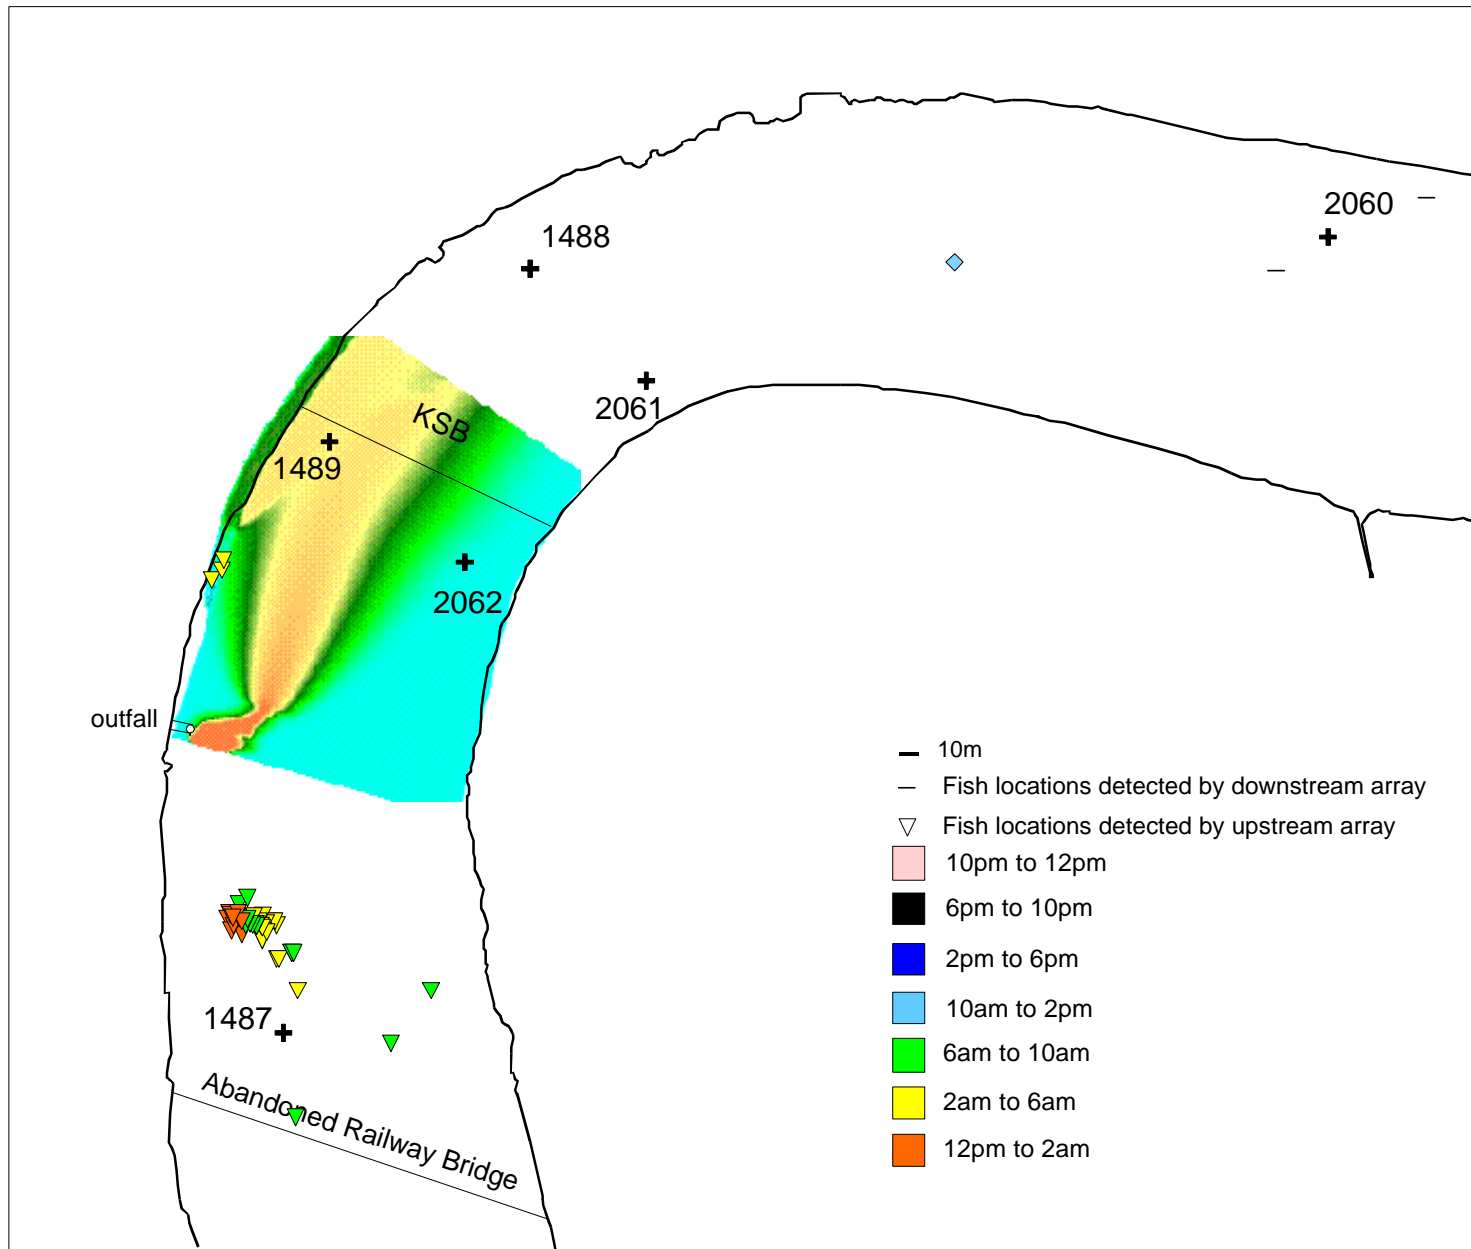 2060
1488
2061
KSB
1489
2062
outfall
10m
Fish locations detected by downstream array
Fish locations detected by upstream array
10pm to 12pm
6pm to 10pm
2pm to 6pm
10am to 2pm
6am to 10am
2am to 6am
12pm to 2am
1487
Abandoned Railway Bridge